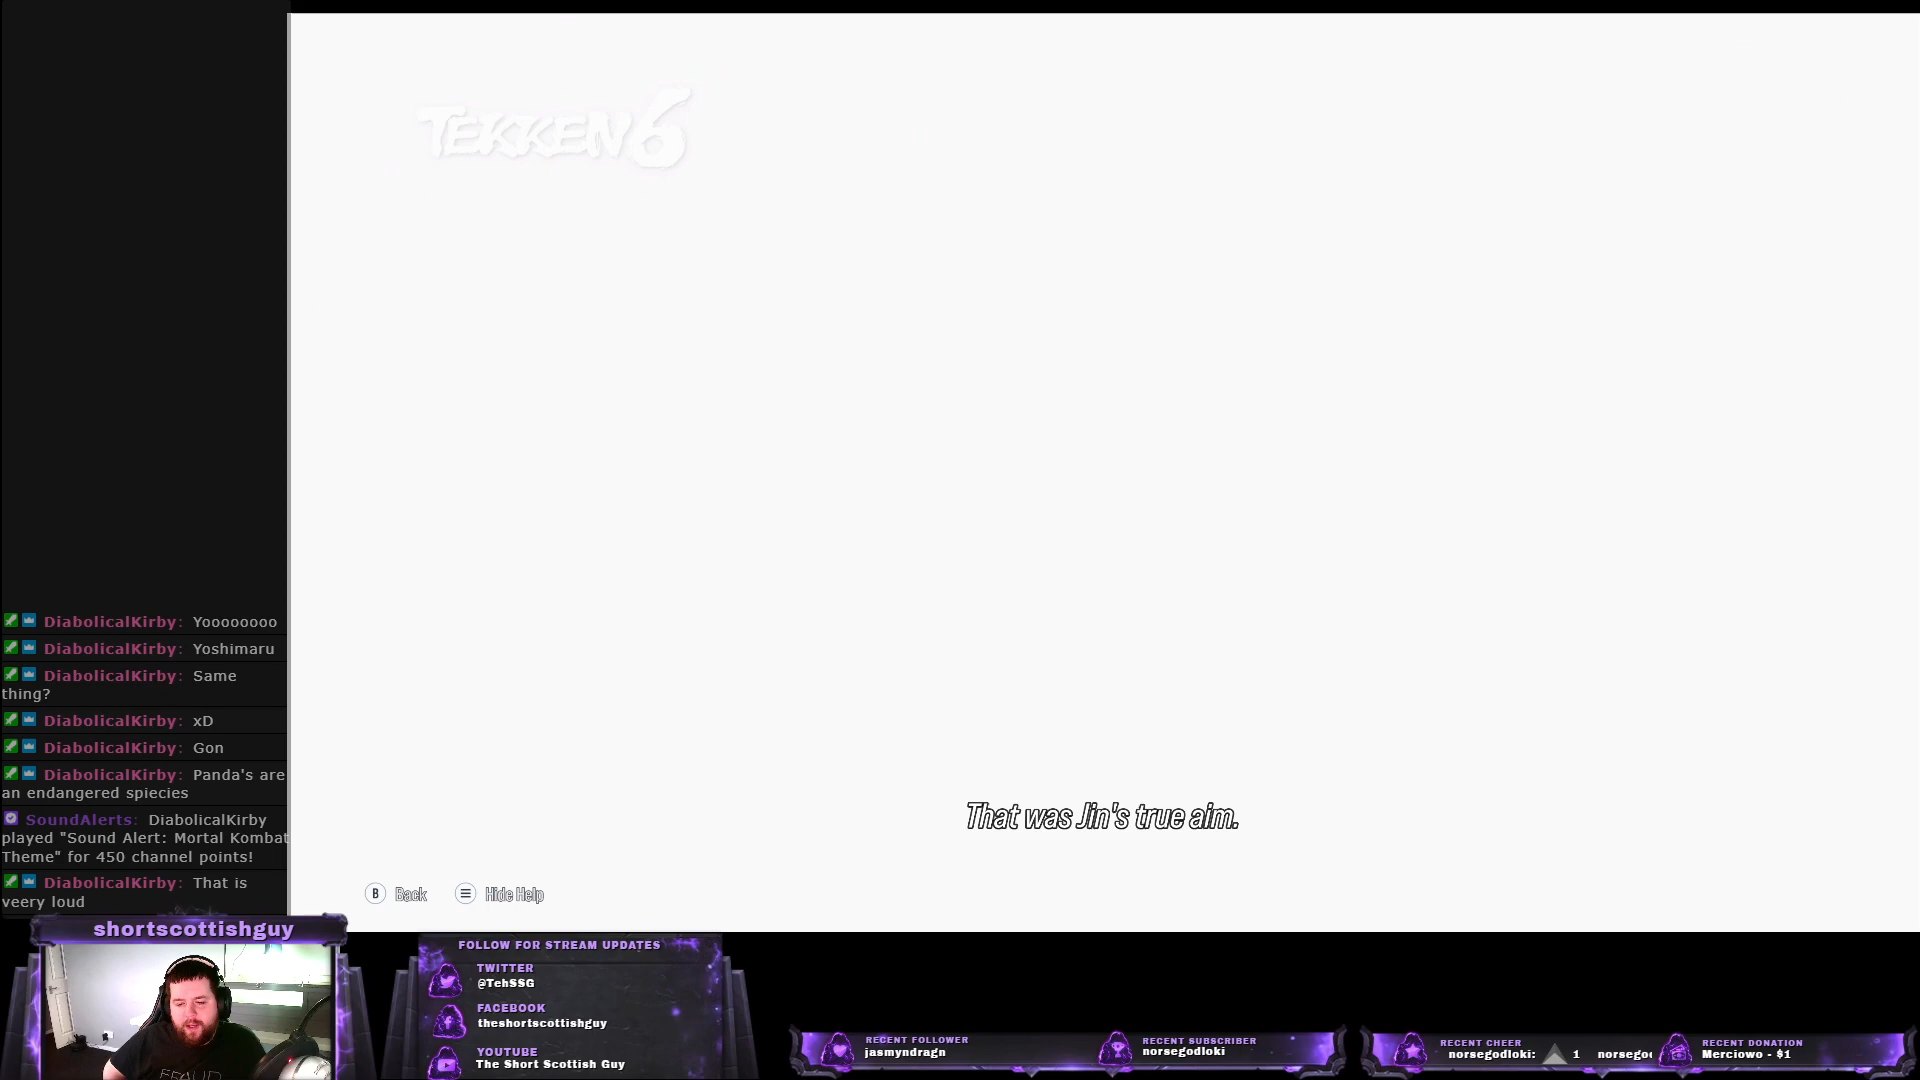 TEKKEN 6
DiabolicalKirby: Yoooooooo
DiabolicalKirby: Yoshimaru
DiabolicalKirby: Same
thing?
DiabolicalKirby: xD
DiabolicalKirby: Gon
DiabolicalKirby: Panda's are
an endangered spiecies
SoundAlerts: DiabolicalKirby
played "Sound Alert: Mortal Kombat
Theme" for 450 channel points!
DiabolicalKirby: That is
veery loud
That was Jin's true aim.
B Back Hide Help
shortscottishguy
FOLLOW FOR STREAM UPDATES
TWITTER
@TehSSG
FACEBOOK
theshortscottishguy
YOUTUBE
The Short Scottish Guy
RECENT FOLLOWER
jasmyndragn
RECENT SUBSCRIBER
norsegodloki
RECENT CHEER
norsegodloki: 1 norsego
RECENT DONATION
Merciowo - $1